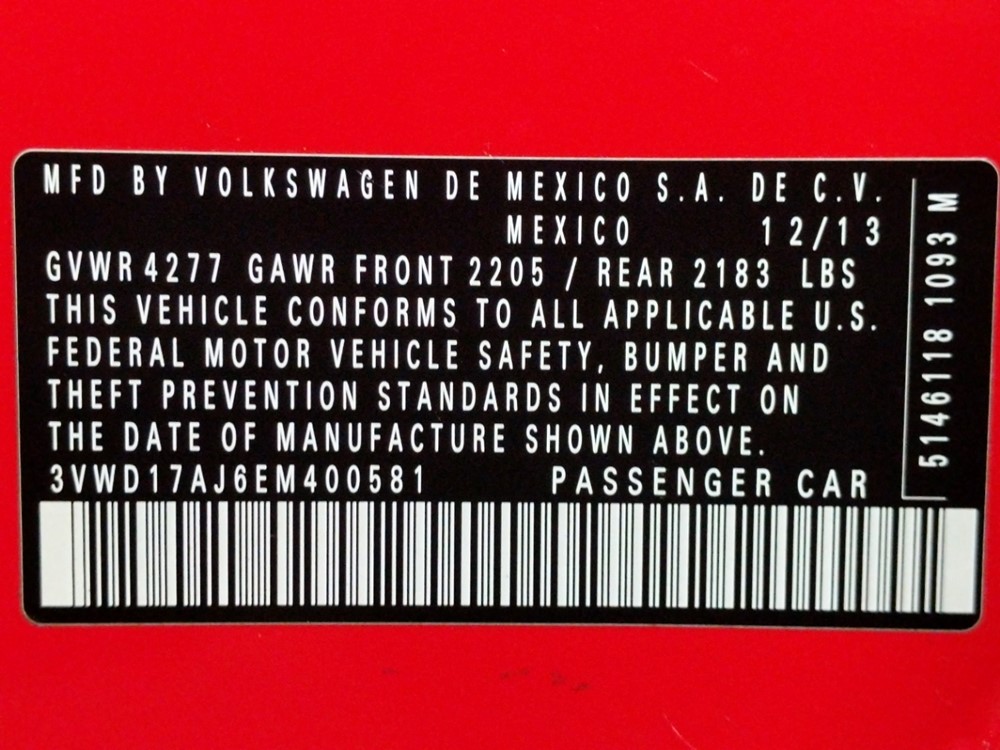 MFD BY VOLKSWAGEN DE MEXICO S.A. DE C.V.
MEXICO 12/13
GVWR 4277 GAWR FRONT 2205 / REAR 2183 LBS
THIS VEHICLE CONFORMS TO ALL APPLICABLE U.S.
FEDERAL MOTOR VEHICLE SAFETY, BUMPER AND
THEFT PREVENTION STANDARDS IN EFFECT ON
THE DATE OF MANUFACTURE SHOWN ABOVE.
3VWD17AJ6EM400581 PASSENGER CAR
5146118 1093 M